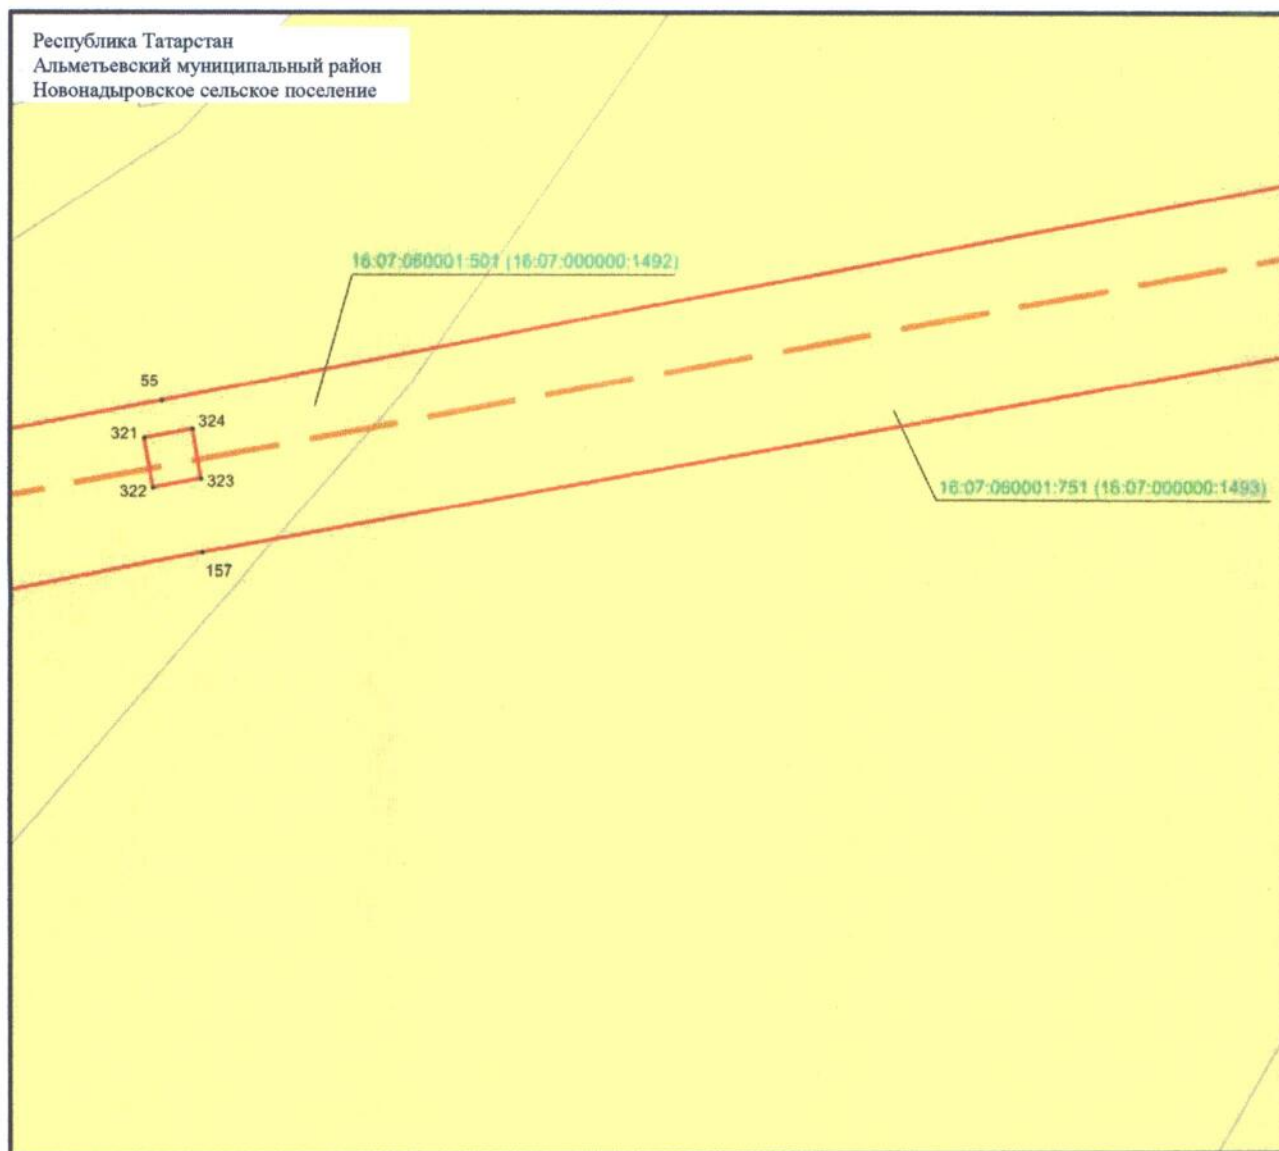 Республика Татарстан
Альметьевский муниципальный район
Новонадыровское сельское поселение
16:07:060001:501 (16:07:000000:1492)
55
324
321
323
322
16:07:060001:751 (16:07:000000:1493)
157